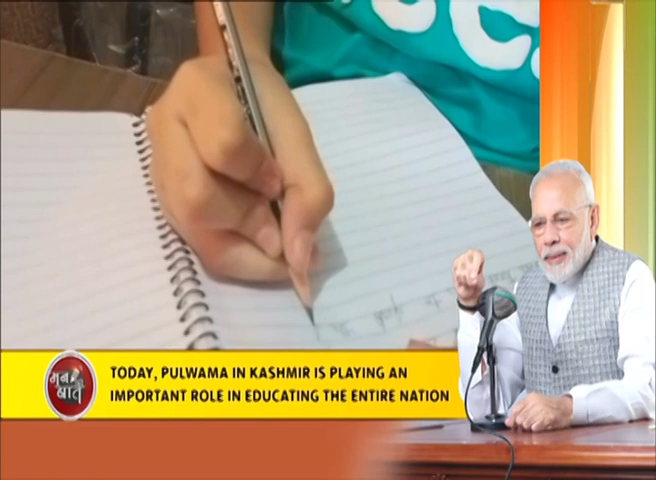 मन की
बात
TODAY, PULWAMA IN KASHMIR IS PLAYING AN
IMPORTANT ROLE IN EDUCATING THE ENTIRE NATION